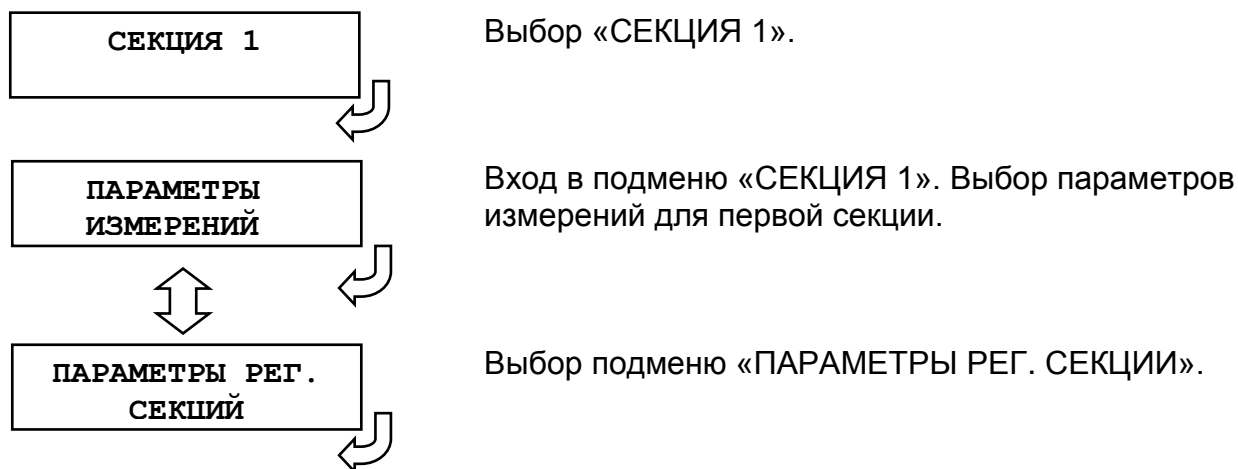 СЕКЦИЯ 1
Выбор «СЕКЦИЯ 1».
ПАРАМЕТРЫ
ИЗМЕРЕНИЙ
Вход в подменю «СЕКЦИЯ 1». Выбор параметров
измерений для первой секции.
ПАРАМЕТРЫ РЕГ.
СЕКЦИЙ
Выбор подменю «ПАРАМЕТРЫ РЕГ. СЕКЦИИ».